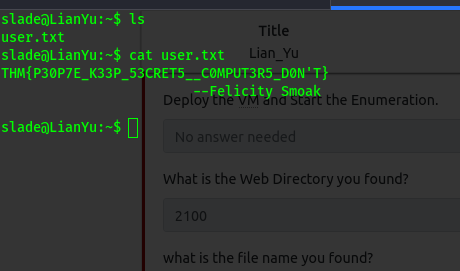 slade@LianYu:~$ ls
user.txt
slade@LianYu:~$ cat user.txt
THM{P30P7E_K33P_53CRET5__C0MPUT3R5_D0N'T}
--Felicity Smoak
slade@LianYu:~$
Title
Lian_Yu
Deploy the VM and Start the Enumeration.
No answer needed
What is the Web Directory you found?
2100
what is the file name you found?